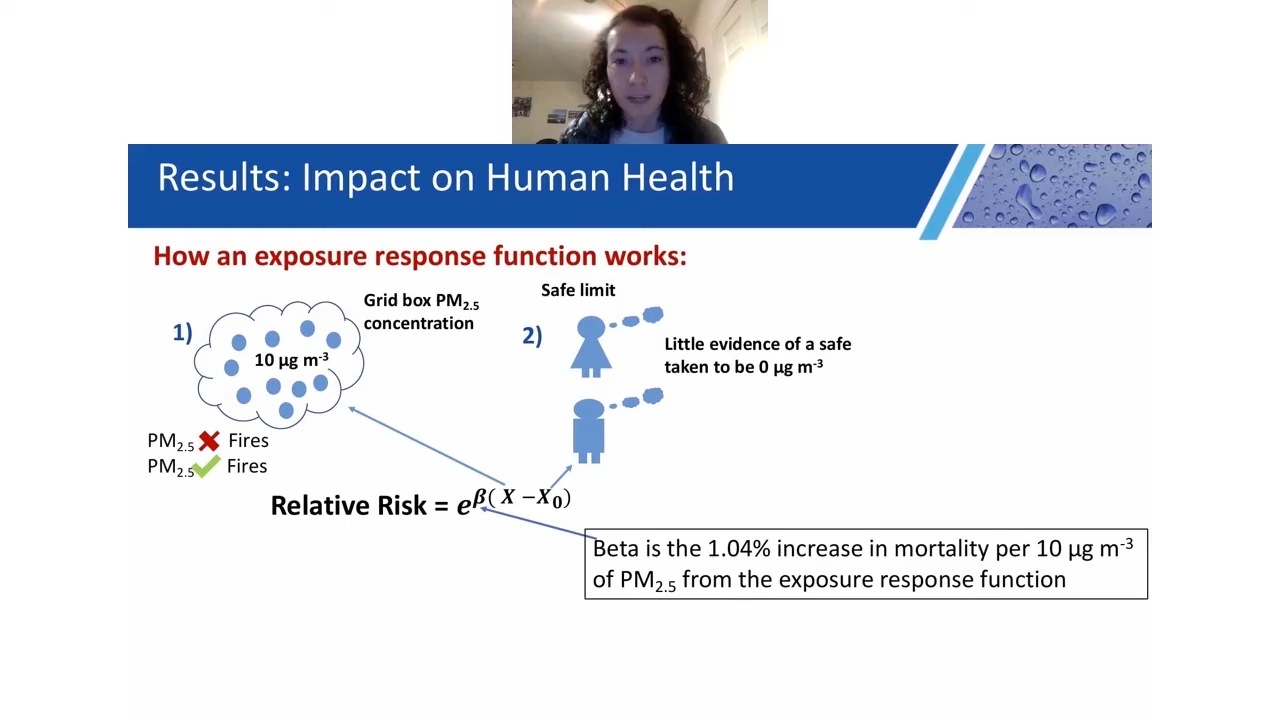 Results: Impact on Human Health
How an exposure response function works:
1)
10 µg m⁻³
Grid box PM₂.₅
concentration
PM₂.₅ ✖ Fires
PM₂.₅ ✔ Fires
2)
Safe limit
Little evidence of a safe
taken to be 0 µg m⁻³
Relative Risk = e^β( X −X₀)
Beta is the 1.04% increase in mortality per 10 µg m⁻³
of PM₂.₅ from the exposure response function